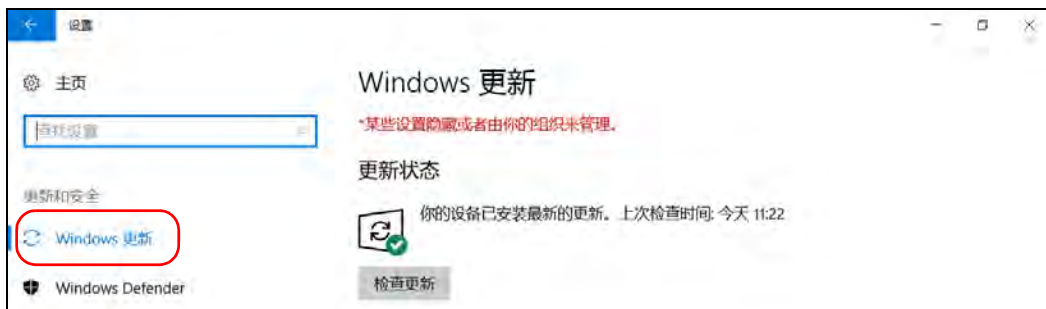 设置
主页
查找设置
更新和安全
Windows 更新
Windows Defender
Windows 更新
*某些设置隐藏或者由你的组织来管理。
更新状态
你的设备已安装最新的更新。上次检查时间: 今天 11:22
检查更新